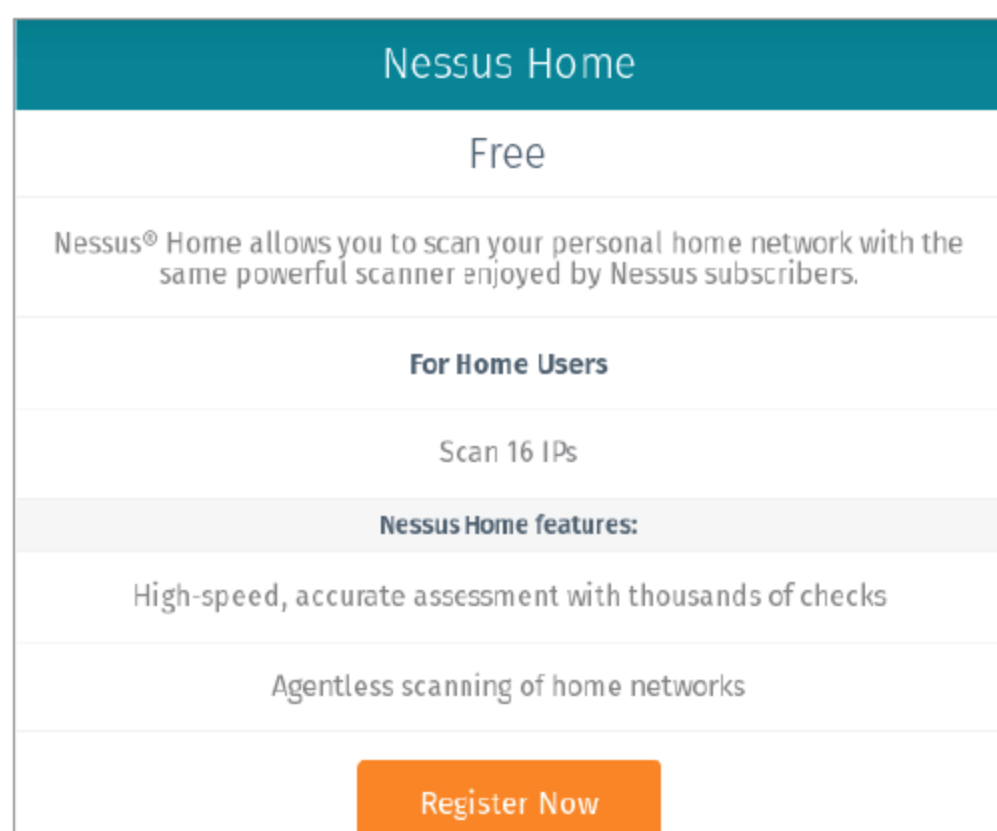 Nessus Home
Free
Nessus® Home allows you to scan your personal home network with the
same powerful scanner enjoyed by Nessus subscribers.
For Home Users
Scan 16 IPs
Nessus Home features:
High-speed, accurate assessment with thousands of checks
Agentless scanning of home networks
Register Now